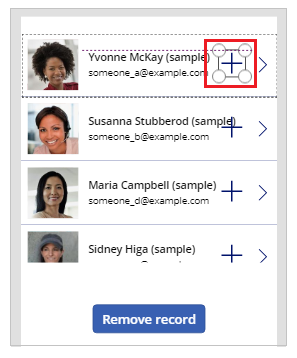 Yvonne McKay (sample)
someone_a@example.com
Susanna Stubberod (sample)
someone_b@example.com
Maria Campbell (sample)
someone_d@example.com
Sidney Higa (sample)
Remove record